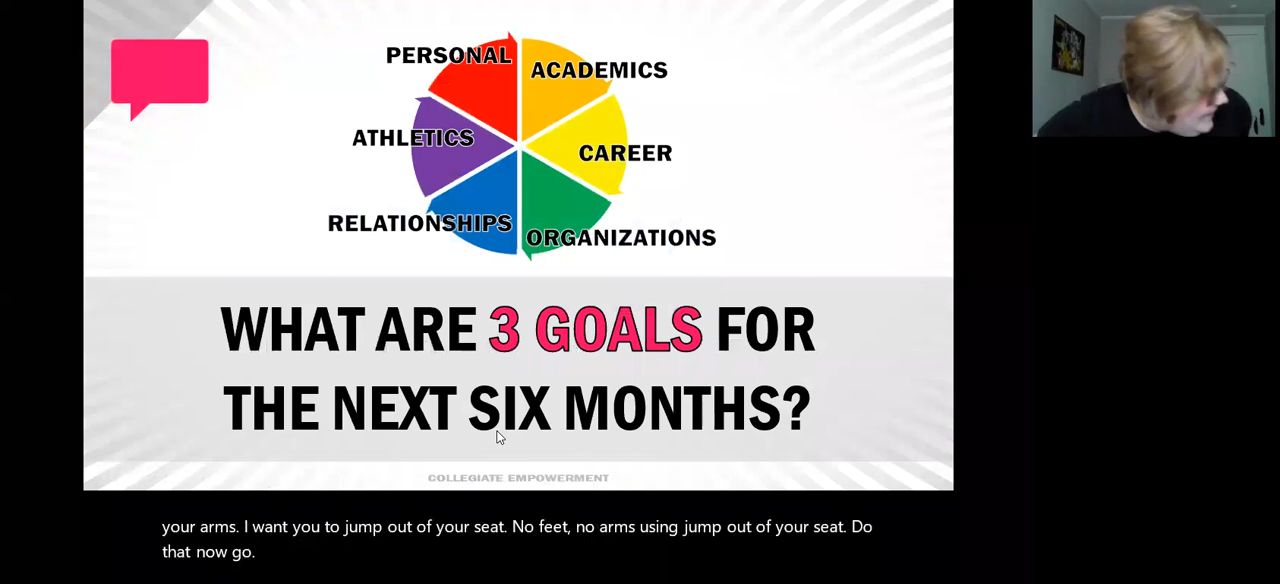 PERSONAL
ACADEMICS
ATHLETICS
CAREER
RELATIONSHIPS
ORGANIZATIONS
WHAT ARE 3 GOALS FOR
THE NEXT SIX MONTHS?
COLLEGIATE EMPOWERMENT
your arms. I want you to jump out of your seat. No feet, no arms using jump out of your seat. Do
that now go.